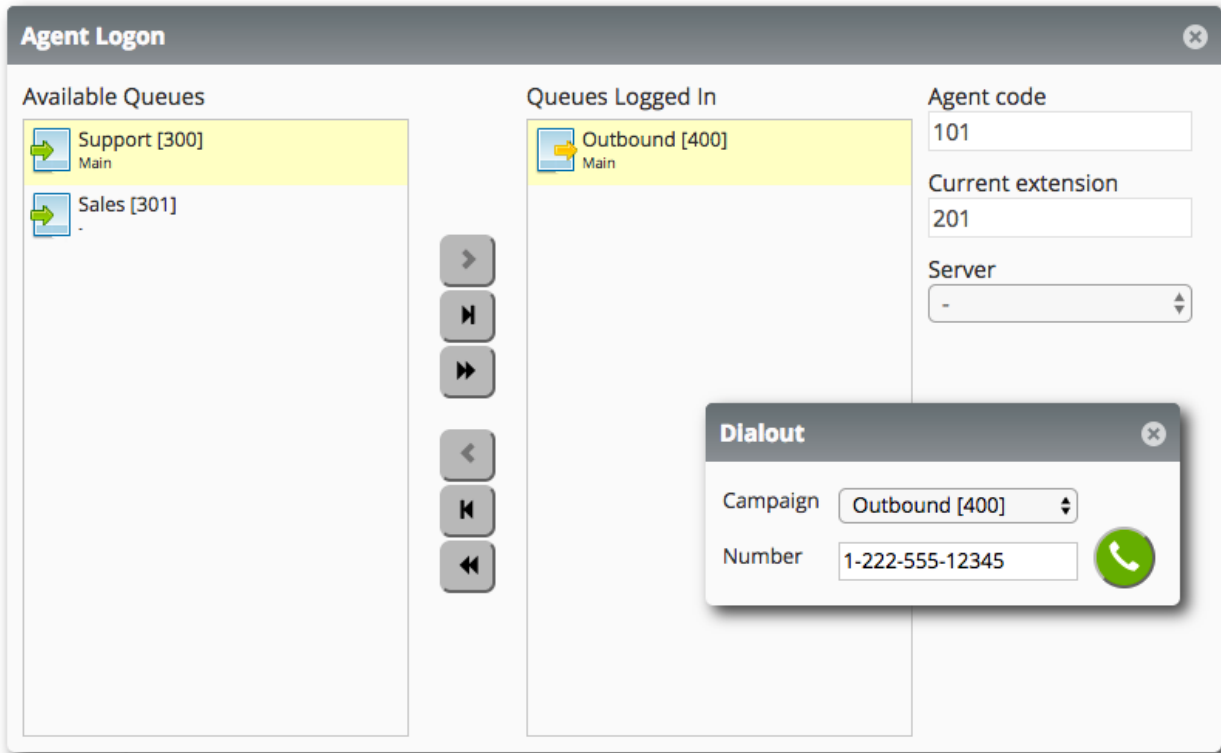 Agent Logon
Available Queues
Support [300]
Main
Sales [301]
-
Queues Logged In
Outbound [400]
Main
Agent code
101
Current extension
201
Server
-
Dialout
Campaign
Outbound [400]
Number
1-222-555-12345